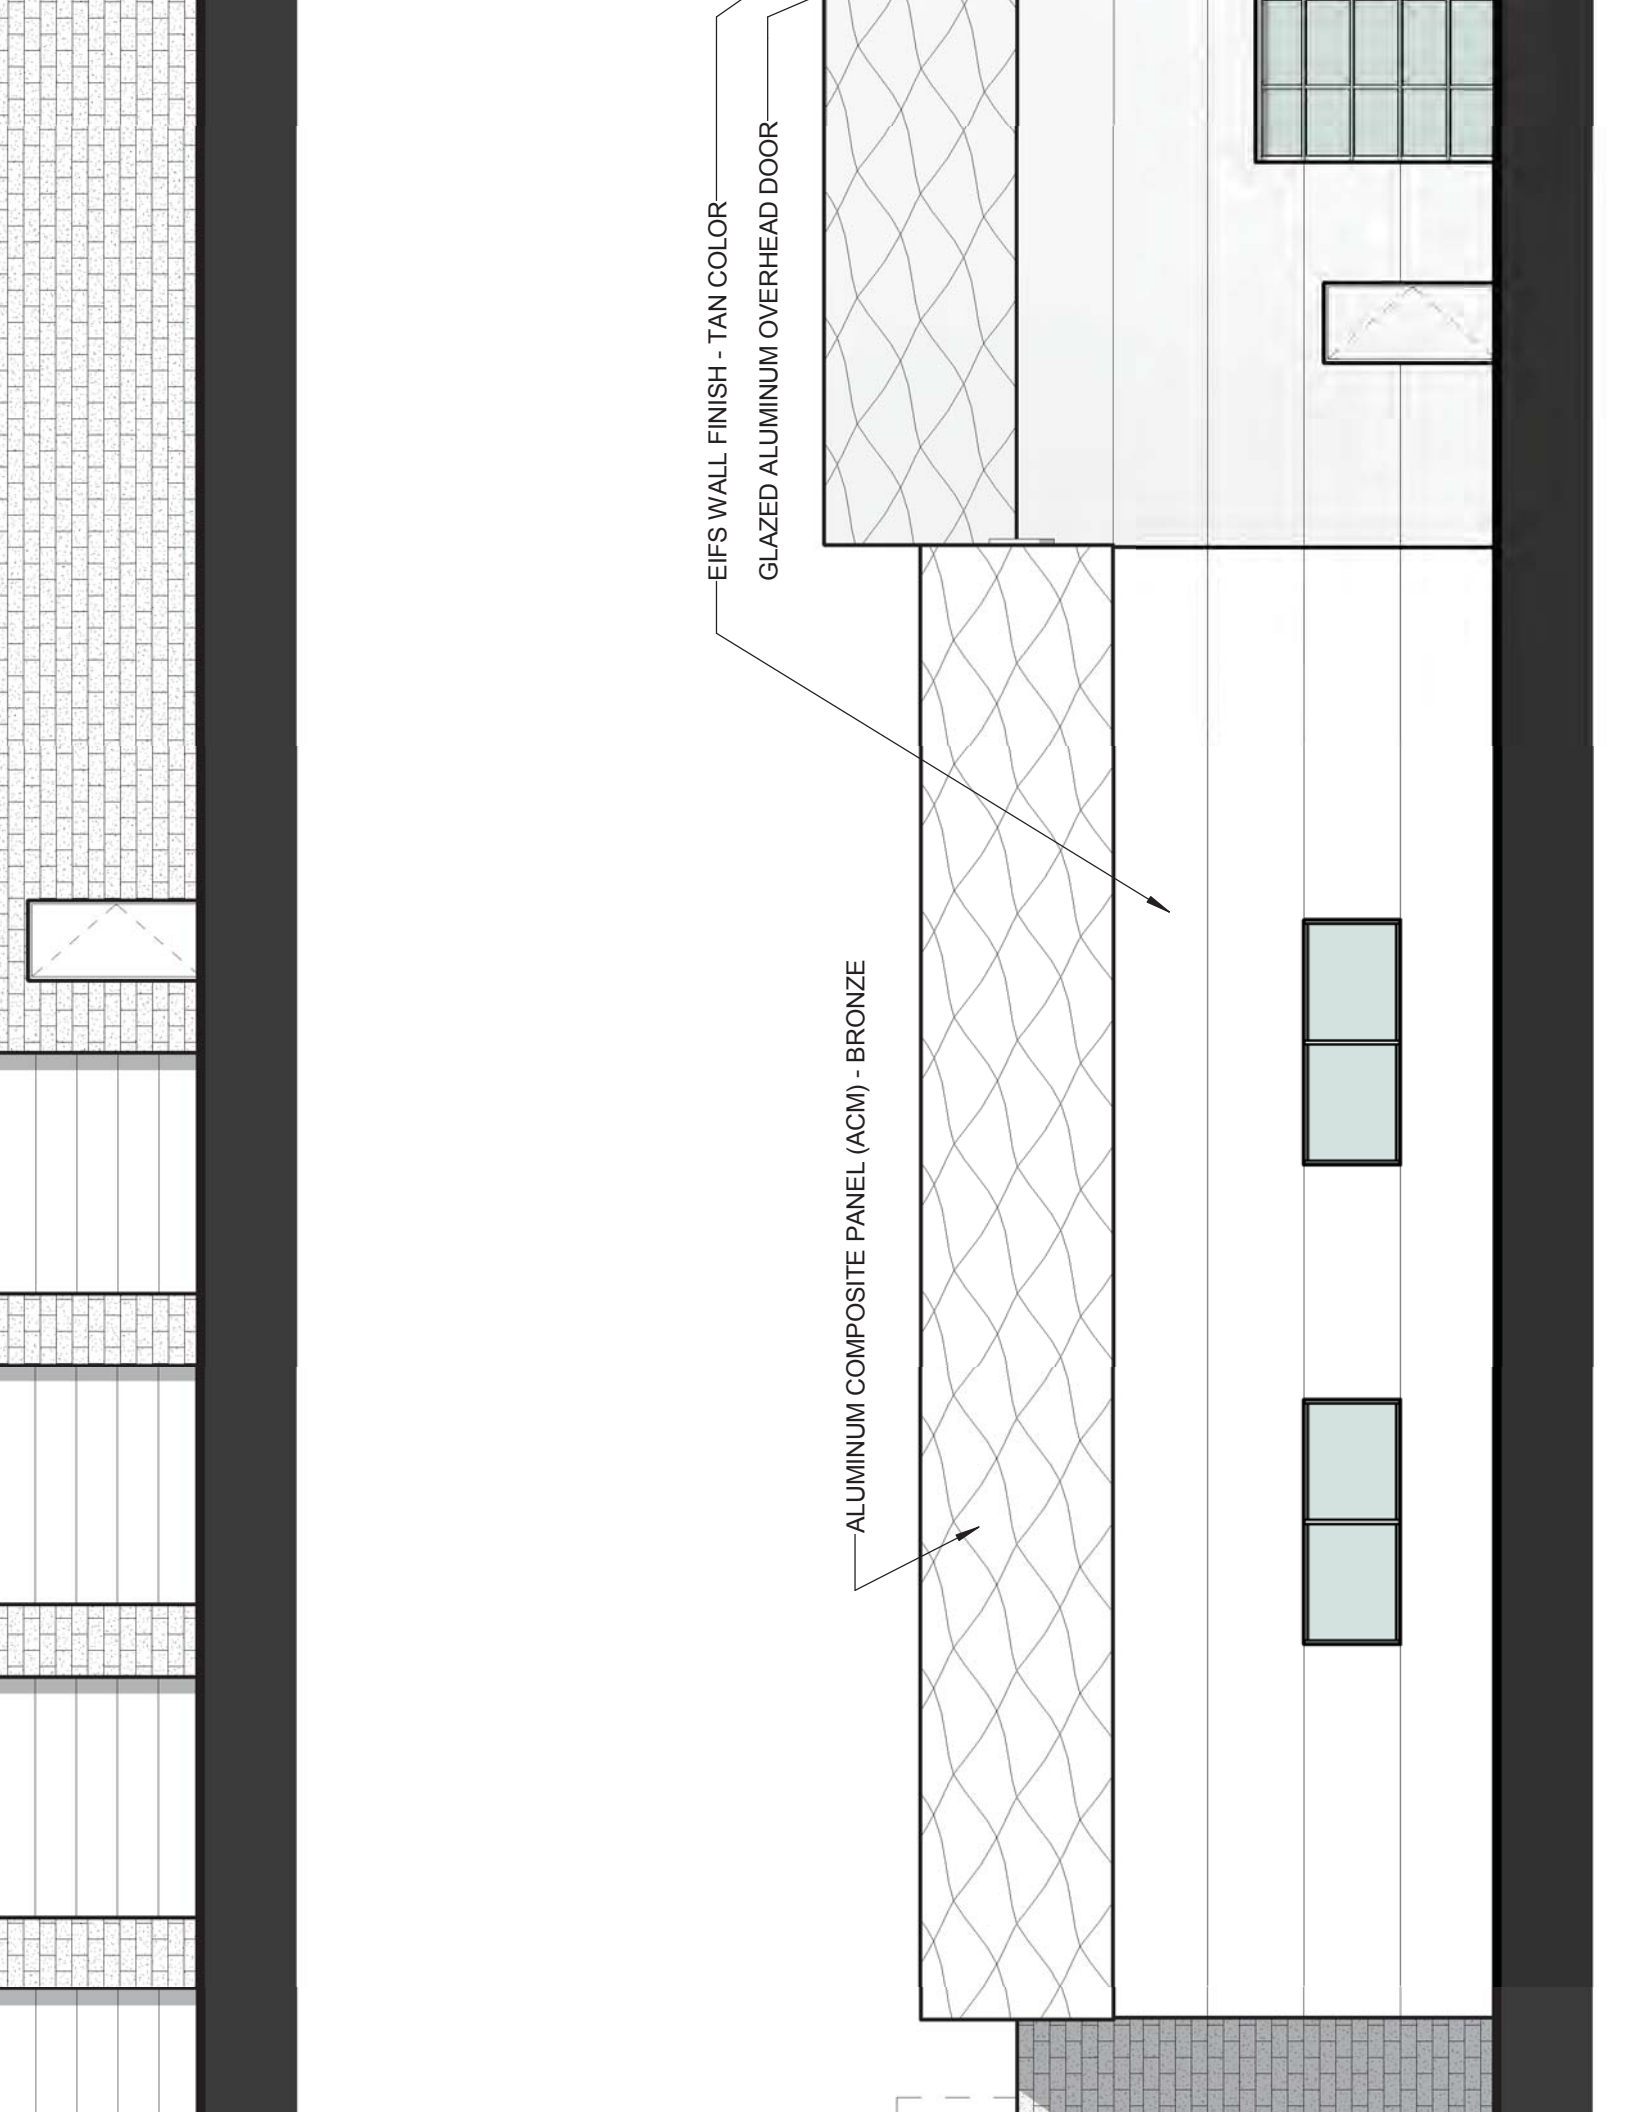 EIFS WALL FINISH - TAN COLOR
GLAZED ALUMINUM OVERHEAD DOOR
ALUMINUM COMPOSITE PANEL (ACM) - BRONZE